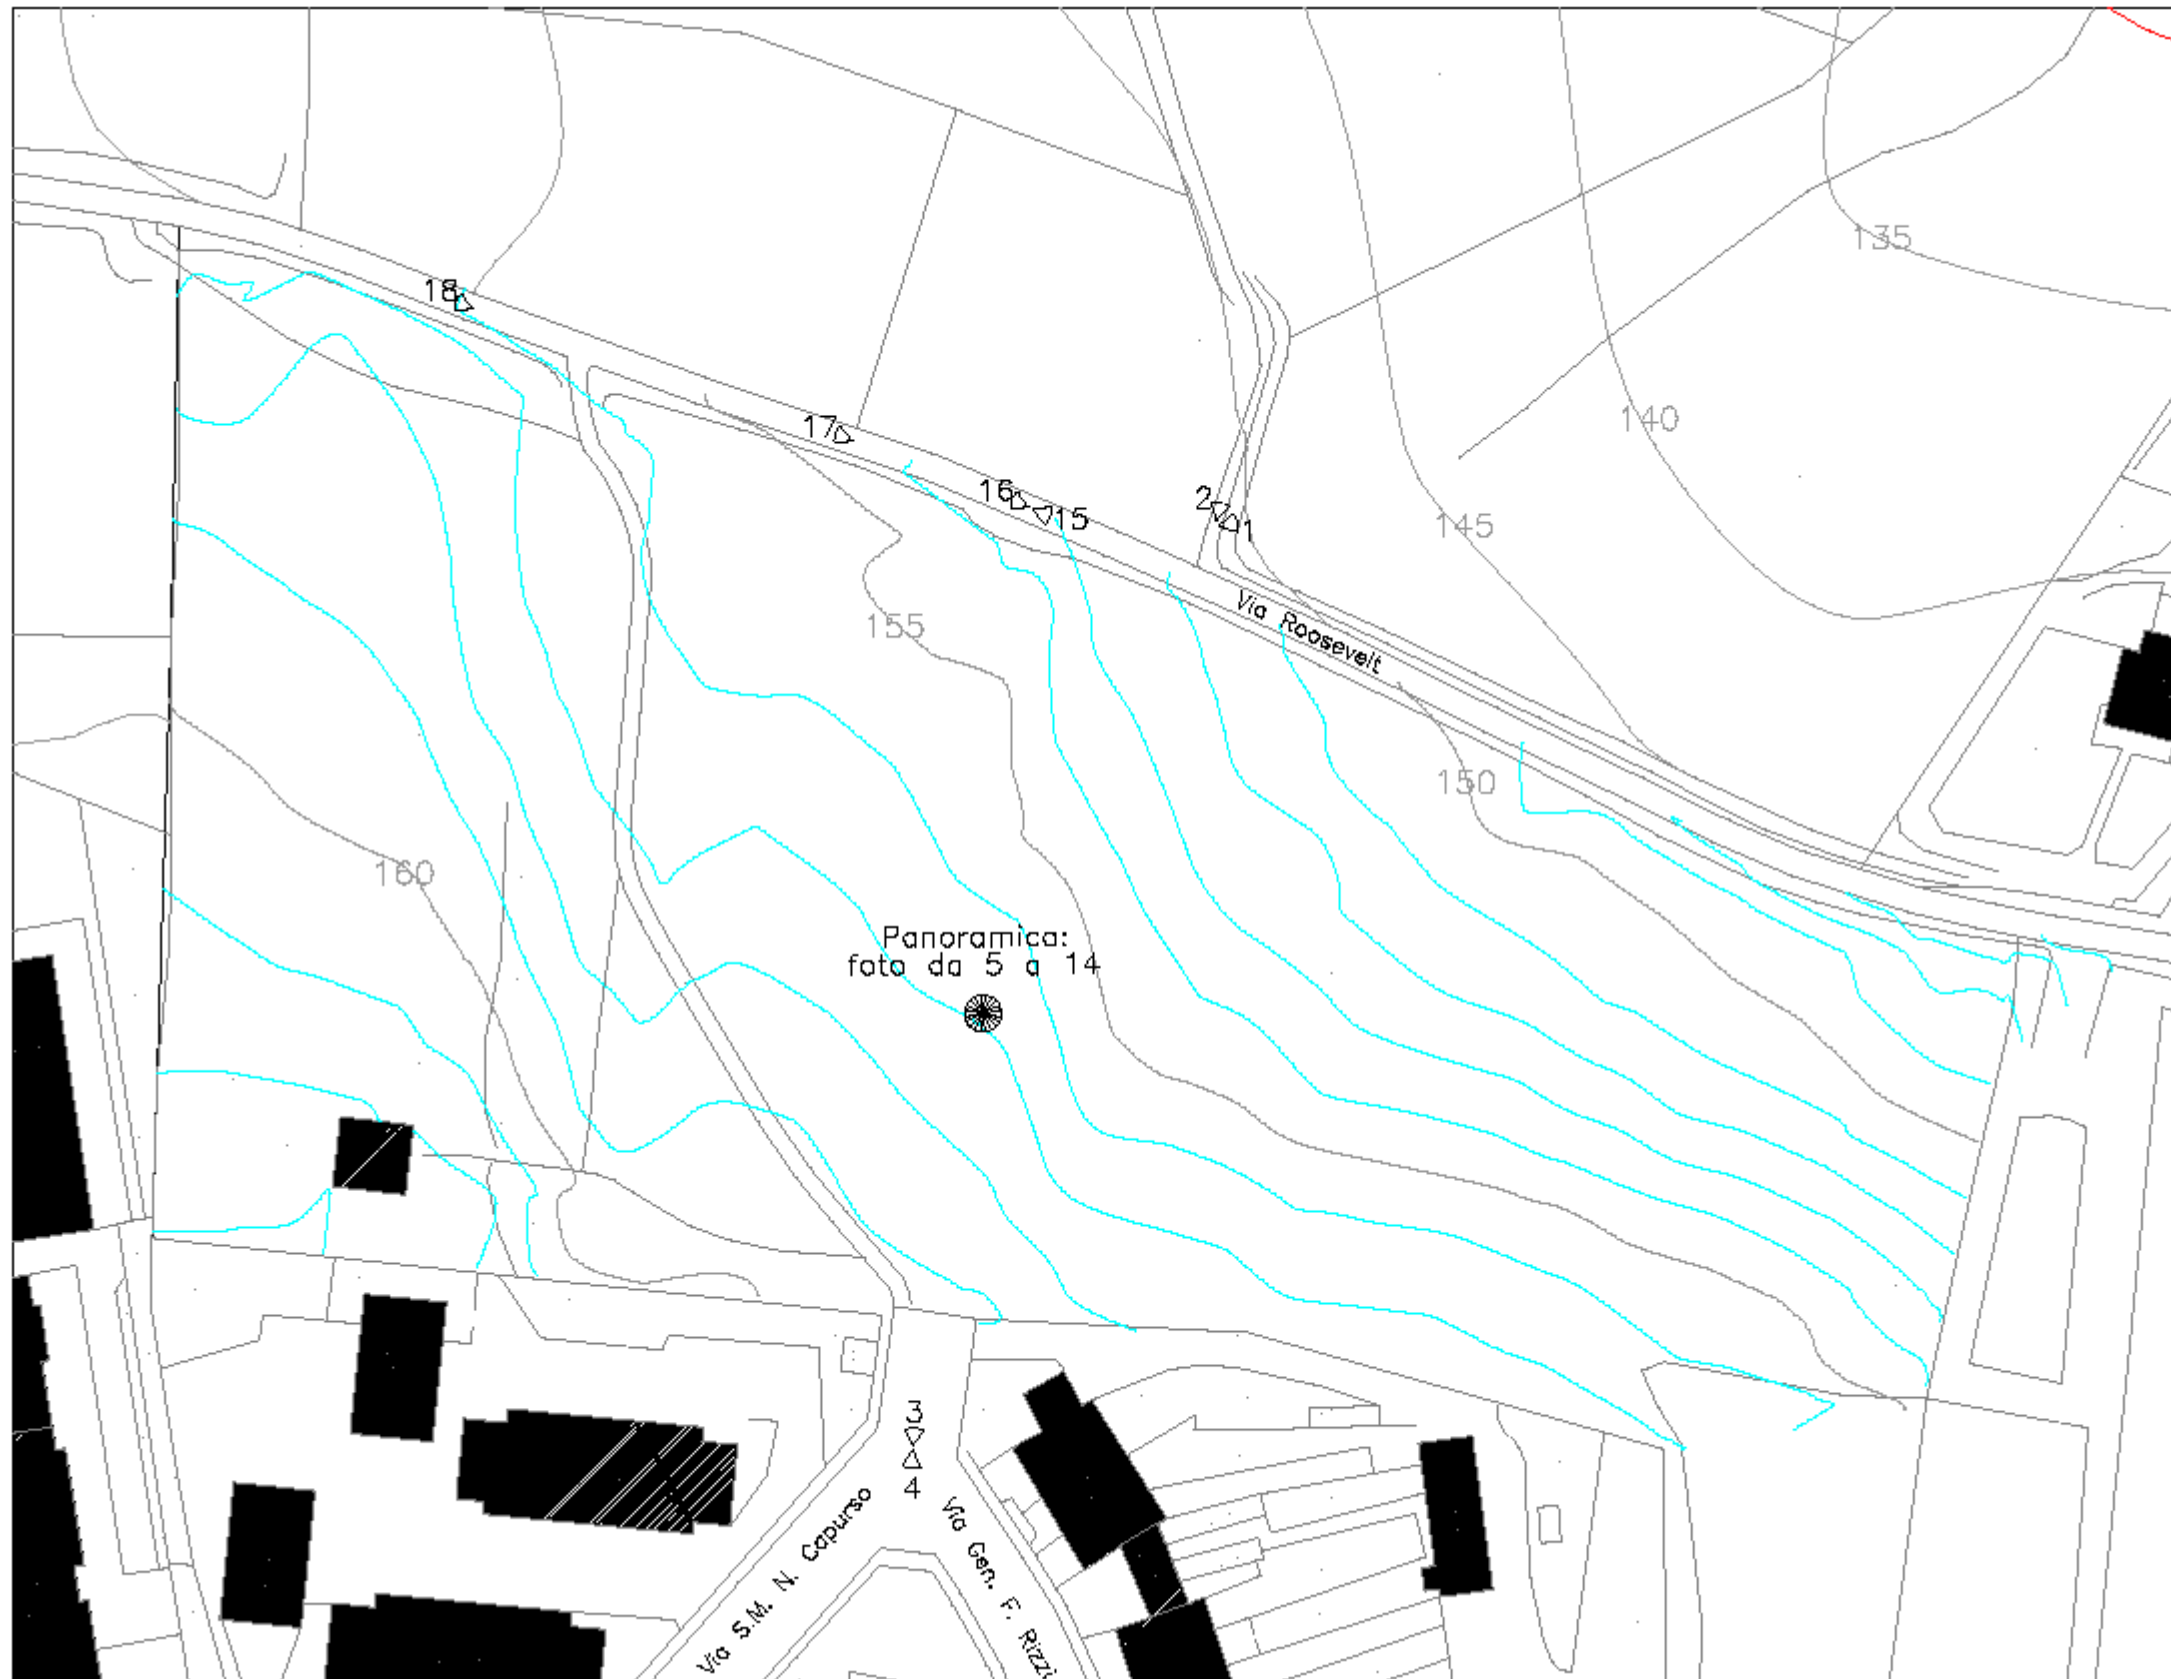 135
18
140
17
16
15
2
1
145
Via Roosevelt
155
150
160
Panoramica:
foto da 5 a 14
3
4
Via S.M. N. Capurso
Via Gen. F. Rizzi